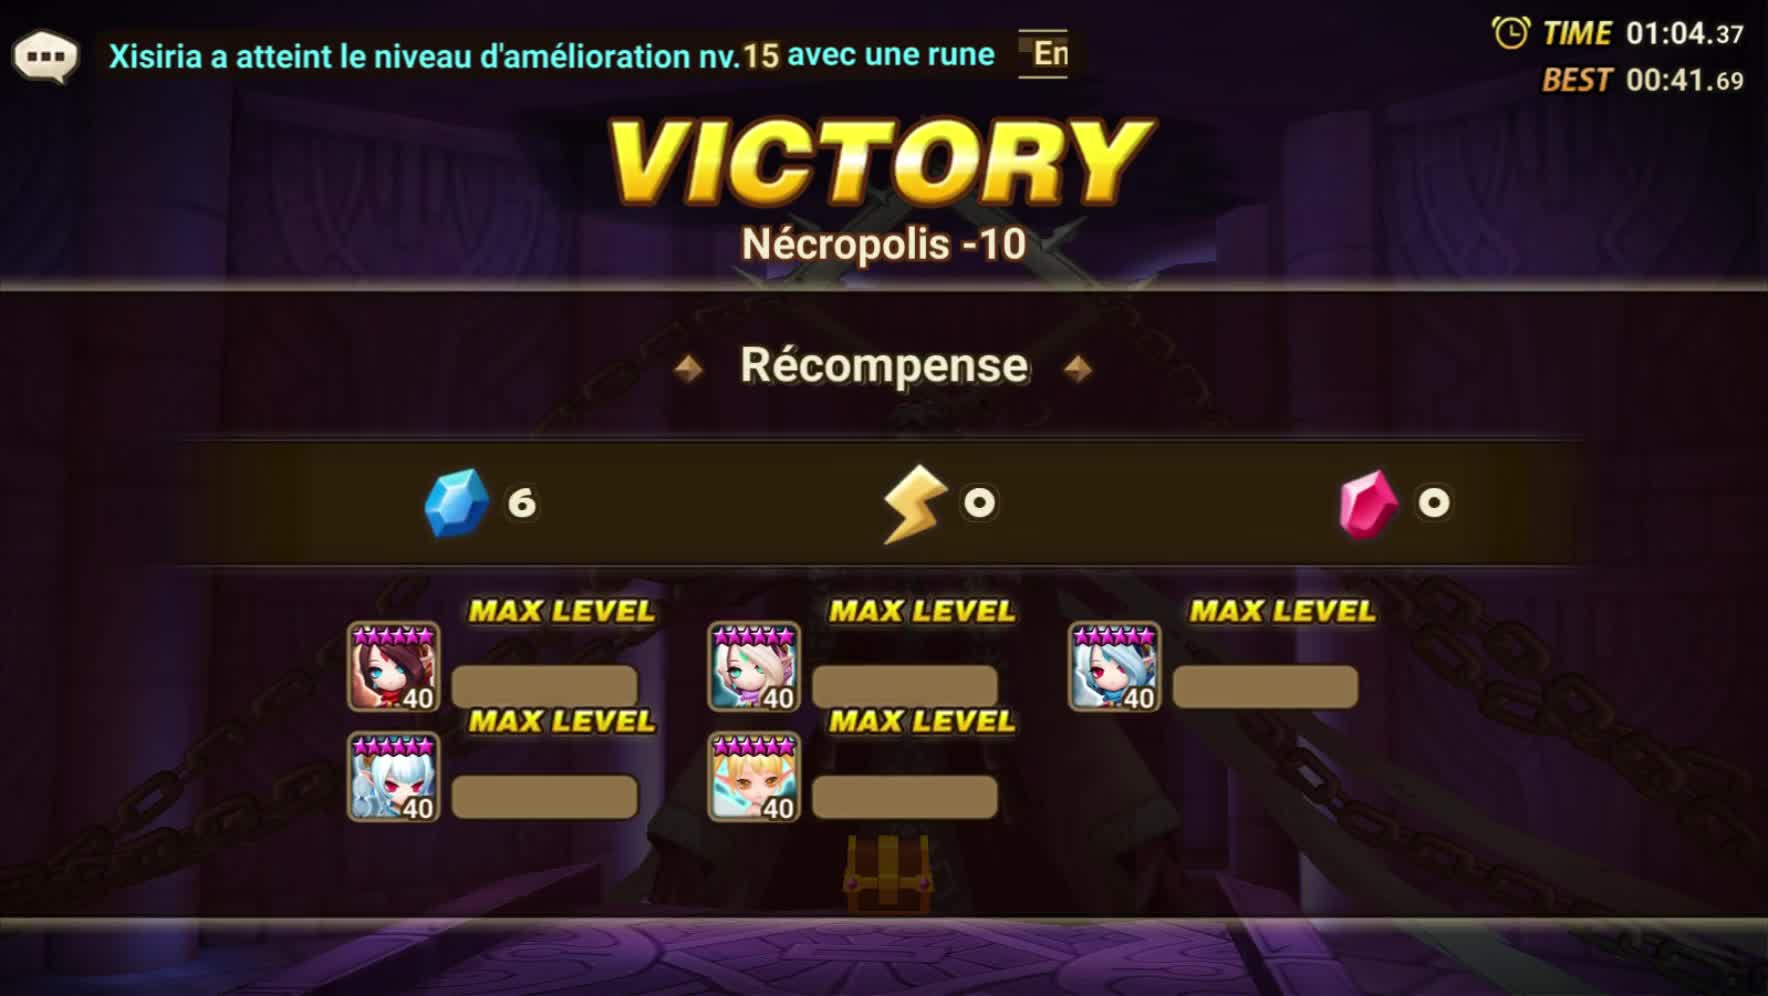 Xisiria a atteint le niveau d'amélioration nv.15 avec une rune En
TIME 01:04.37
BEST 00:41.69
VICTORY
Nécropolis -10
Récompense
6 0 0
MAX LEVEL MAX LEVEL MAX LEVEL
40 40 40
MAX LEVEL MAX LEVEL
40 40